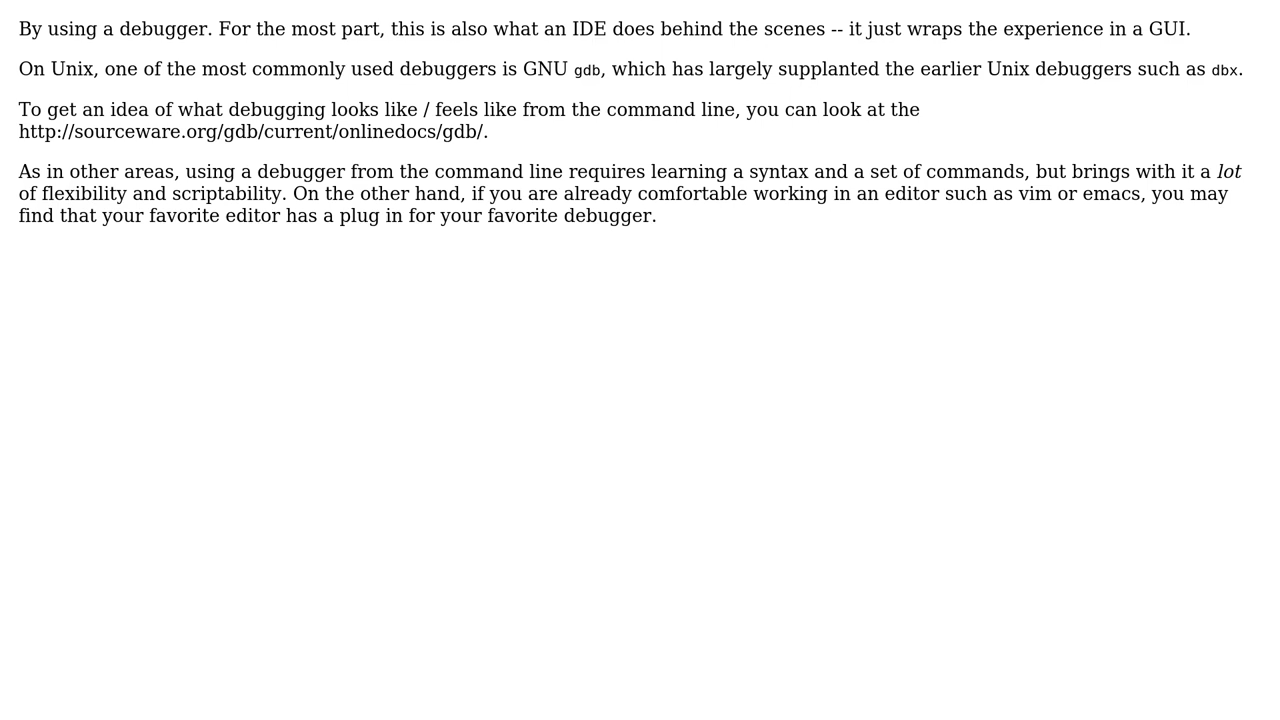 By using a debugger. For the most part, this is also what an IDE does behind the scenes -- it just wraps the experience in a GUI.
On Unix, one of the most commonly used debuggers is GNU gdb, which has largely supplanted the earlier Unix debuggers such as dbx.
To get an idea of what debugging looks like / feels like from the command line, you can look at the
http://sourceware.org/gdb/current/onlinedocs/gdb/.
As in other areas, using a debugger from the command line requires learning a syntax and a set of commands, but brings with it a lot
of flexibility and scriptability. On the other hand, if you are already comfortable working in an editor such as vim or emacs, you may
find that your favorite editor has a plug in for your favorite debugger.